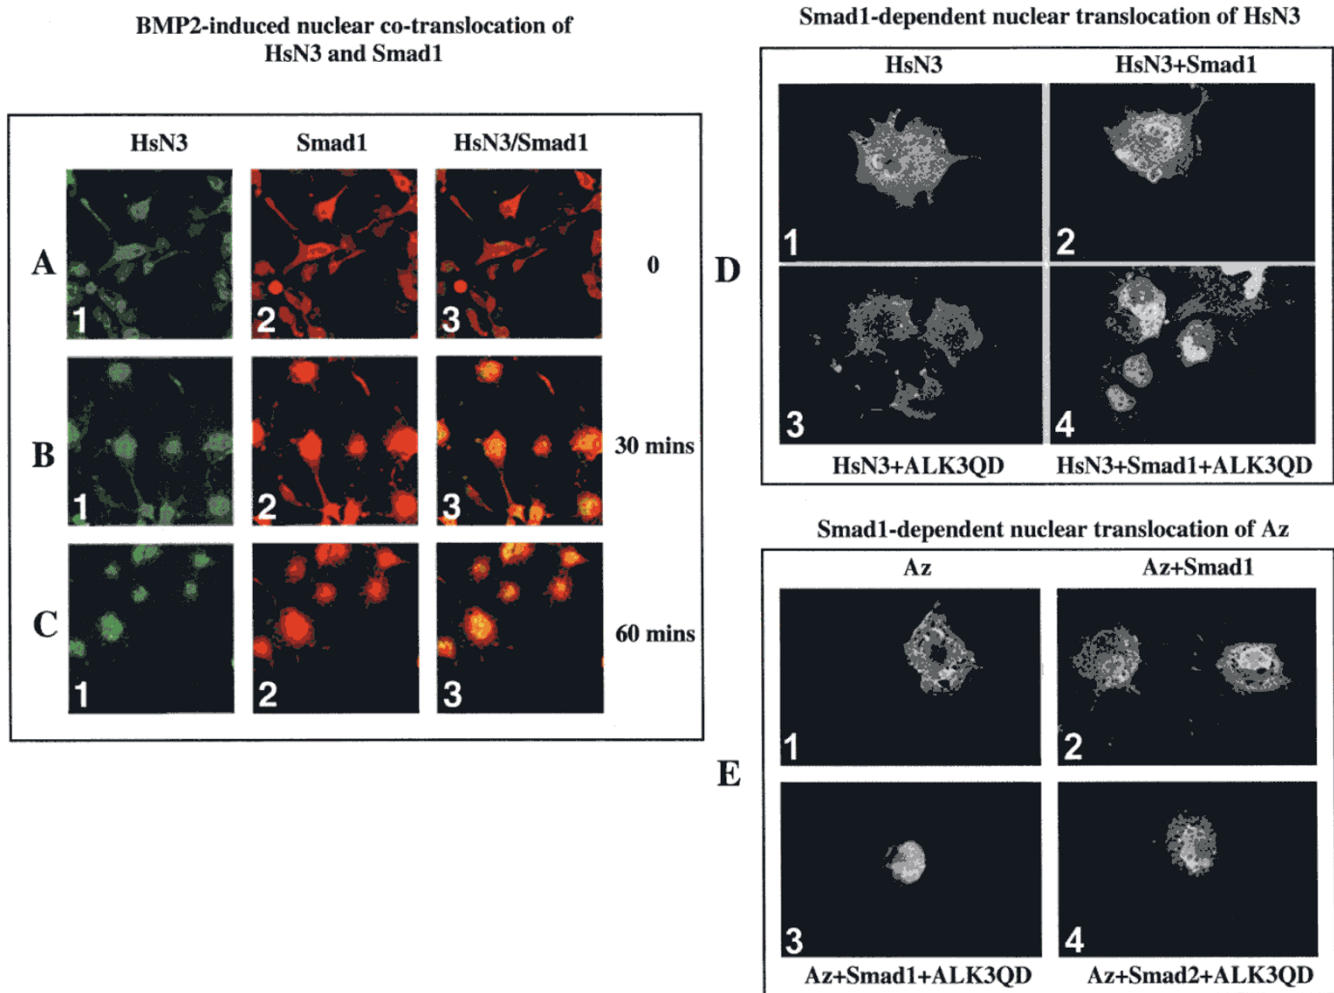 BMP2-induced nuclear co-translocation of
HsN3 and Smad1
HsN3 Smad1 HsN3/Smad1
A 1 2 3 0
B 1 2 3 30 mins
C 1 2 3 60 mins
Smad1-dependent nuclear translocation of HsN3
HsN3 HsN3+Smad1
1 2
D
3 4
HsN3+ALK3QD HsN3+Smad1+ALK3QD
Smad1-dependent nuclear translocation of Az
Az Az+Smad1
1 2
E
3 4
Az+Smad1+ALK3QD Az+Smad2+ALK3QD